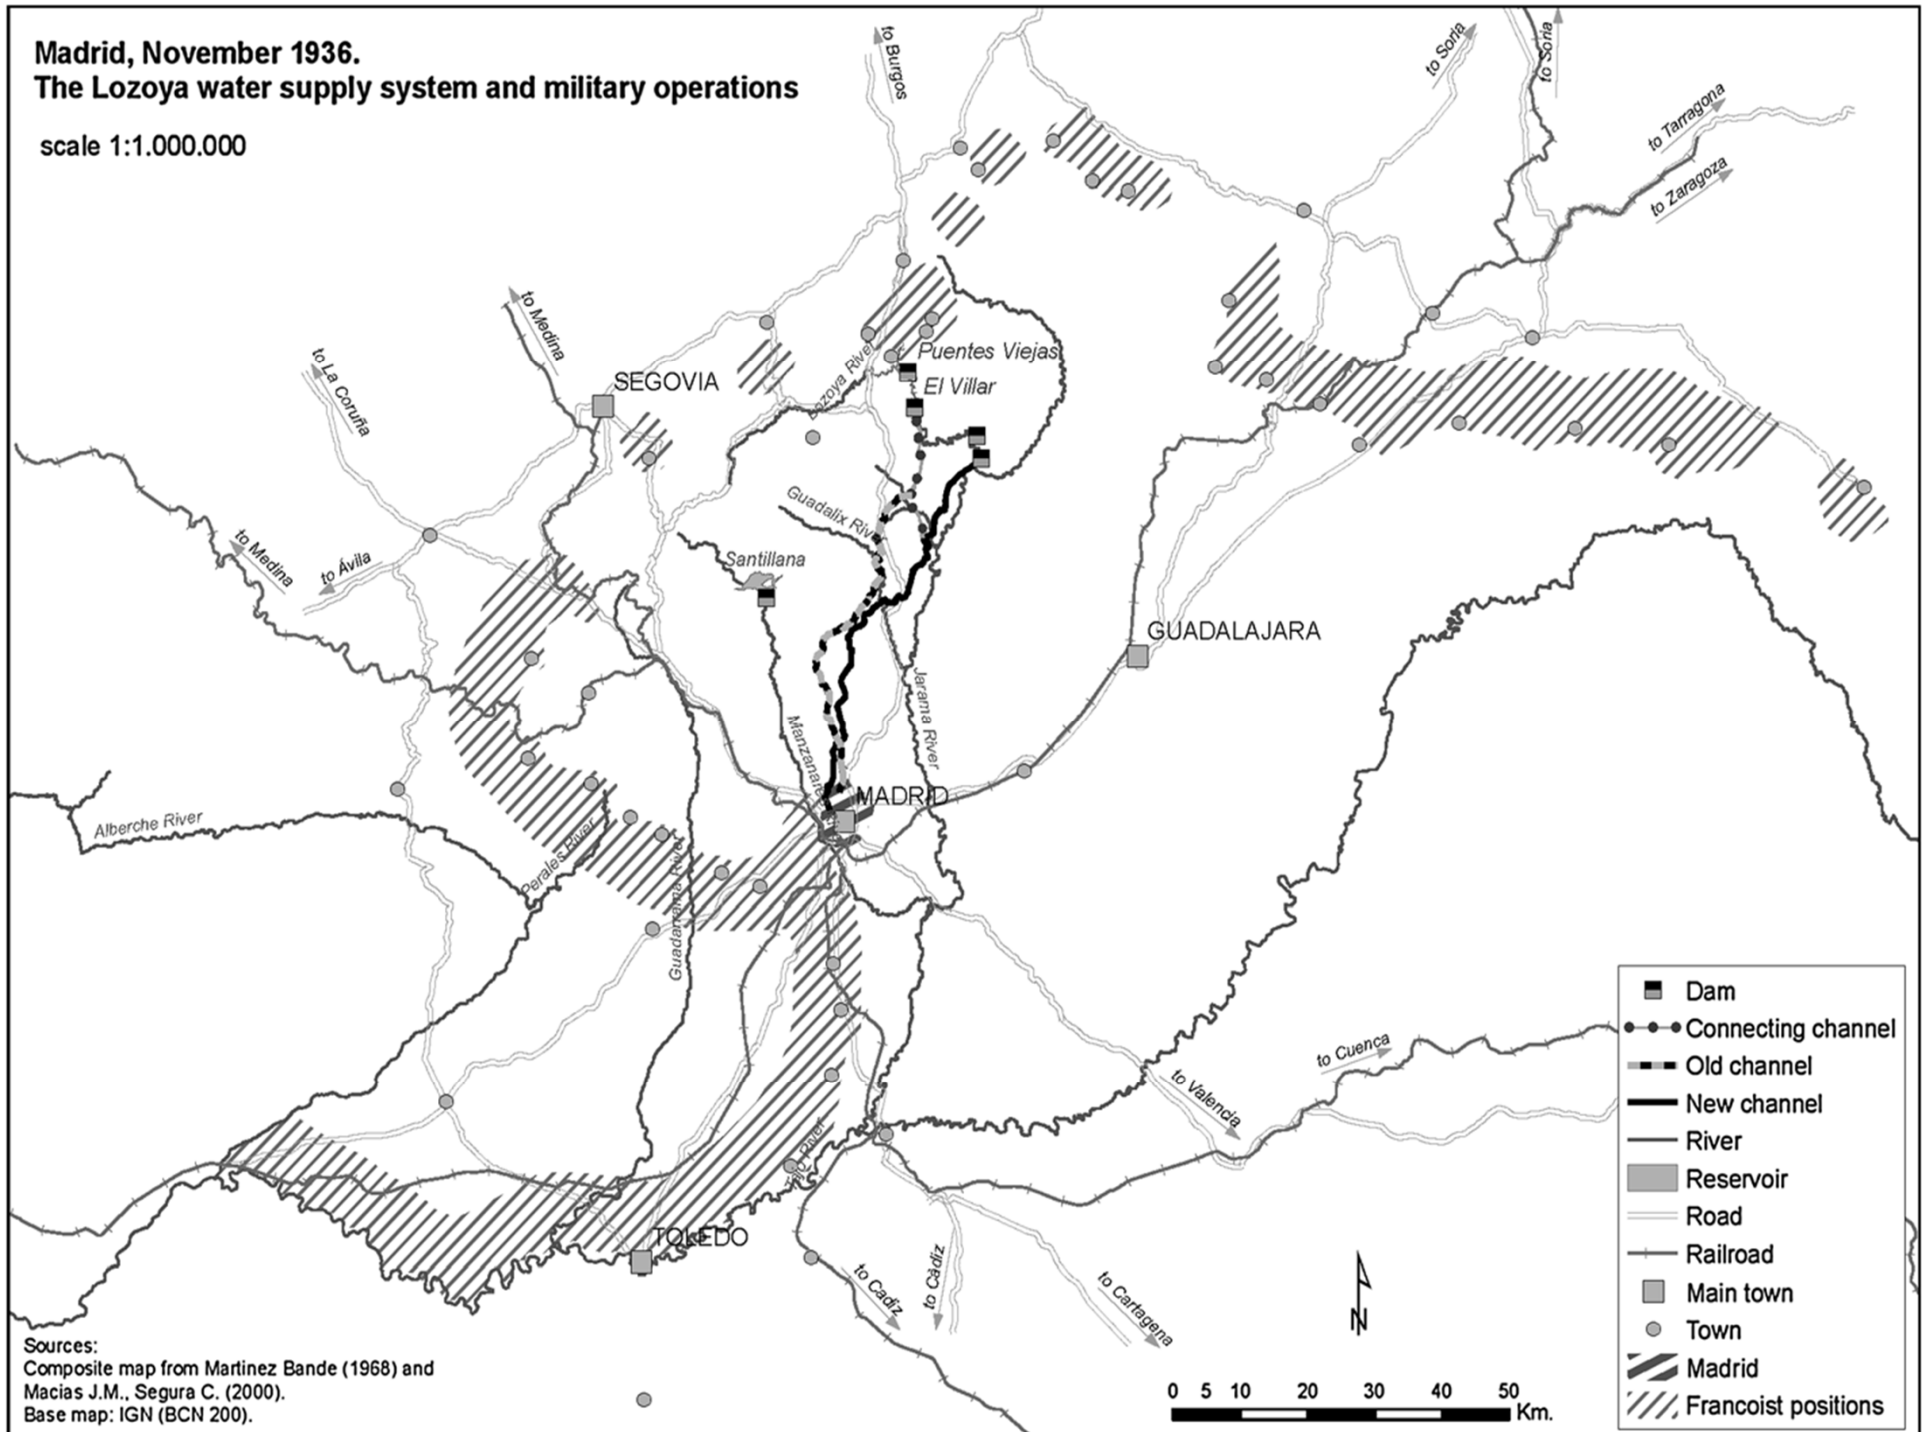 Madrid, November 1936.
The Lozoya water supply system and military operations
scale 1:1.000.000
to Burgos
to Soria
to Soria
to Tarragona
to Zaragoza
to Medina
to La Coruña
SEGOVIA
Lozoya River
Puentes Viejas
El Villar
to Medina
to Ávila
Guadalix
Santillana
GUADALAJARA
Jarama River
MADRID
Alberche River
Perales River
Guadarrama River
to Cuenca
to Valencia
River
TOLEDO
to Cadiz
to Cádiz
to Cartagena
N
Dam
Connecting channel
Old channel
New channel
River
Reservoir
Road
Railroad
Main town
Town
Madrid
Francoist positions
Sources:
Composite map from Martinez Bande (1968) and
Macias J.M., Segura C. (2000).
Base map: IGN (BCN 200).
0 5 10 20 30 40 50
Km.